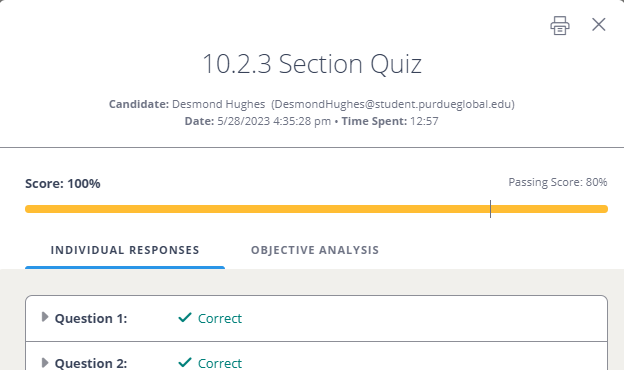 10.2.3 Section Quiz
Candidate: Desmond Hughes (DesmondHughes@student.purdueglobal.edu)
Date: 5/28/2023 4:35:28 pm • Time Spent: 12:57
Score: 100%
Passing Score: 80%
INDIVIDUAL RESPONSES
OBJECTIVE ANALYSIS
Question 1: Correct
Question 2: Correct